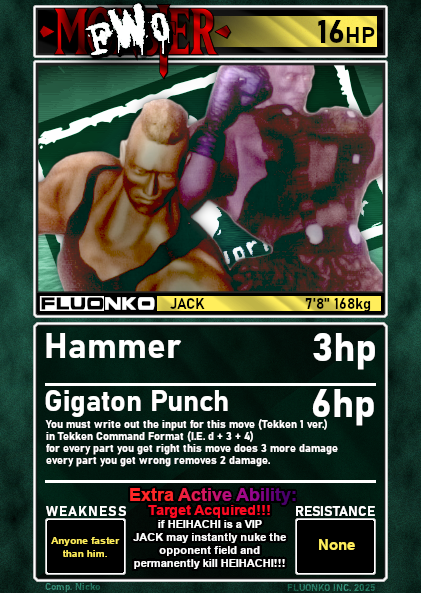 MONSTER
PWO
16HP
FLUONKO JACK 7'8" 168kg
Hammer 3hp
Gigaton Punch 6hp
You must write out the input for this move (Tekken 1 ver.)
in Tekken Command Format (I.E. d + 3 + 4)
for every part you get right this move does 3 more damage
every part you get wrong removes 2 damage.
Extra Active Ability:
Target Acquired!!!
if HEIHACHI is a VIP
JACK may instantly nuke the
opponent field and
permanently kill HEIHACHI!!!
WEAKNESS
Anyone faster
than him.
RESISTANCE
None
Comp. Nicko
FLUONKO INC. 2025